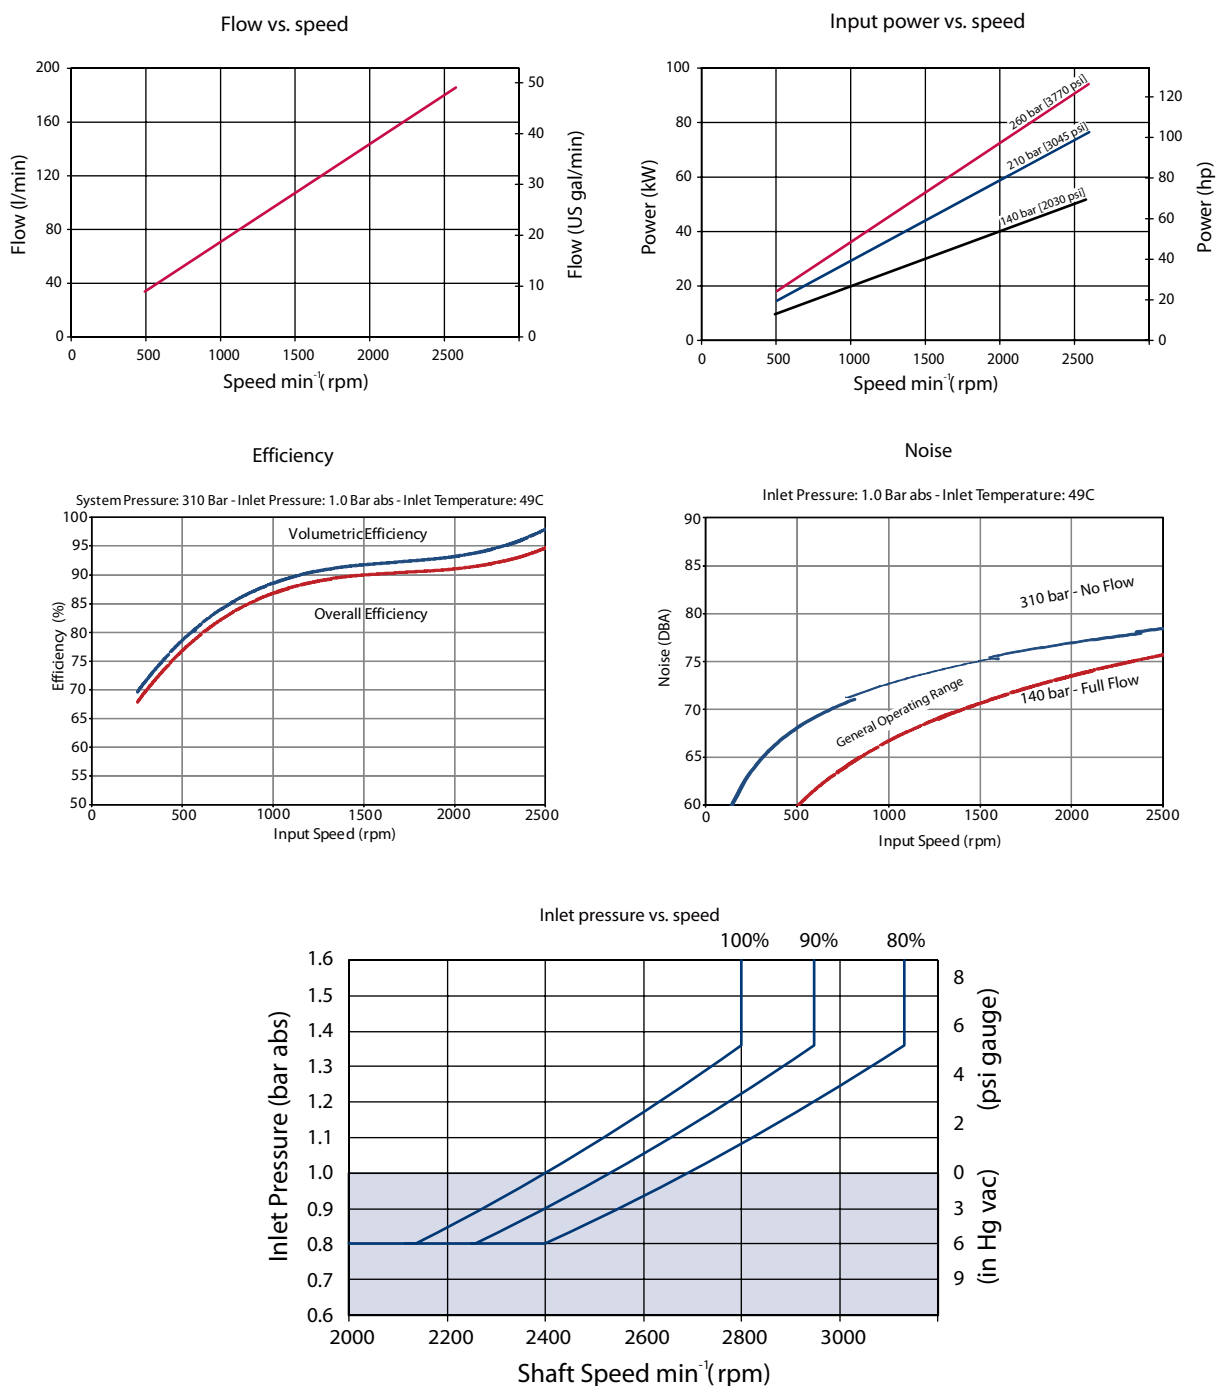 Flow vs. speed
200
160
120
80
40
0
50
40
30
20
10
0
0 500 1000 1500 2000 2500
Flow (l/min)
Flow (US gal/min)
Speed min⁻¹( rpm)
Input power vs. speed
100
80
60
40
20
0
120
100
80
60
40
20
0
0 500 1000 1500 2000 2500
Power (kW)
Power (hp)
260 bar [3770 psi]
210 bar [3045 psi]
140 bar [2030 psi]
Speed min⁻¹( rpm)
Efficiency
System Pressure: 310 Bar - Inlet Pressure: 1.0 Bar abs - Inlet Temperature: 49C
100
95
90
85
80
75
70
65
60
55
50
0 500 1000 1500 2000 2500
Efficiency (%)
Volumetric Efficiency
Overall Efficiency
Input Speed (rpm)
Noise
Inlet Pressure: 1.0 Bar abs - Inlet Temperature: 49C
90
85
80
75
70
65
60
0 500 1000 1500 2000 2500
Noise (DBA)
310 bar - No Flow
General Operating Range
140 bar - Full Flow
Input Speed (rpm)
Inlet pressure vs. speed
100% 90% 80%
1.6
1.5
1.4
1.3
1.2
1.1
1.0
0.9
0.8
0.7
0.6
8
6
4
2
0
3
6
9
2000 2200 2400 2600 2800 3000
Inlet Pressure (bar abs)
(psi gauge)
(in Hg vac)
Shaft Speed min⁻¹( rpm)